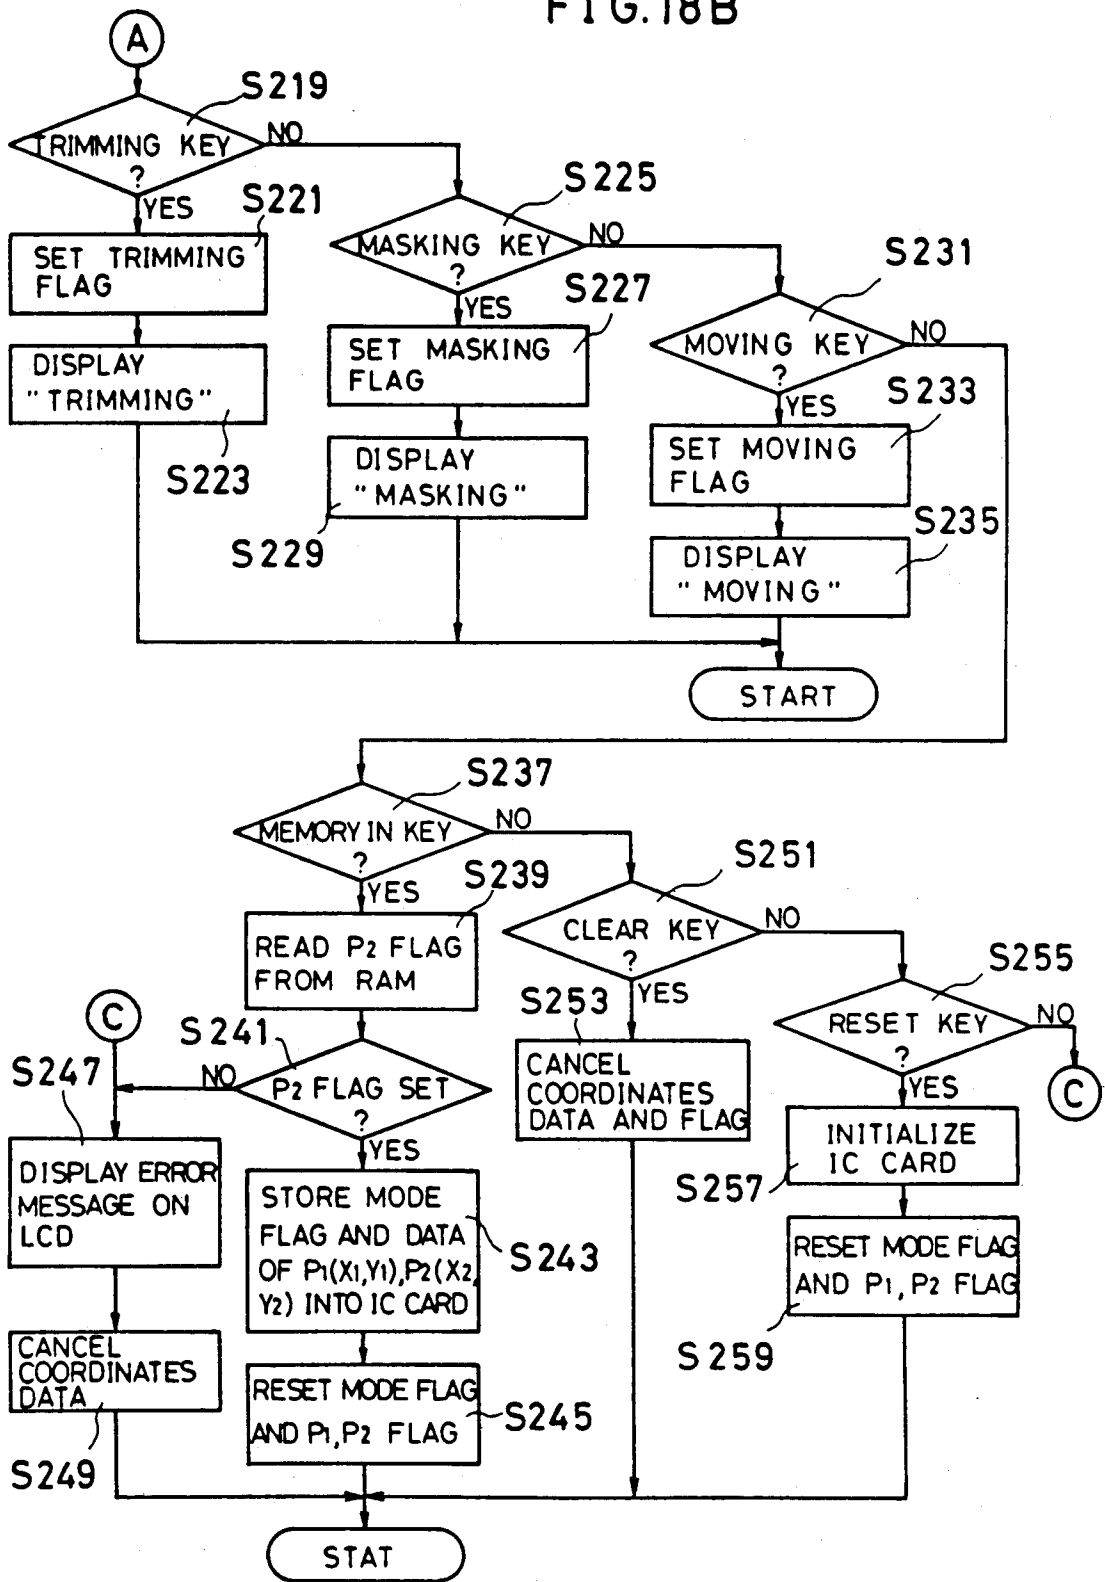 FIG.18B
A
S219
TRIMMING KEY
?
NO
YES
S221
SET TRIMMING
FLAG
DISPLAY
"TRIMMING"
S223
S225
MASKING KEY
?
NO
YES
S227
SET MASKING
FLAG
DISPLAY
"MASKING"
S229
S231
MOVING KEY
?
NO
YES
S233
SET MOVING
FLAG
S235
DISPLAY
"MOVING"
START
S237
MEMORY IN KEY
?
NO
YES
S239
READ P2 FLAG
FROM RAM
S241
P2 FLAG SET
?
NO
YES
C
S247
DISPLAY ERROR
MESSAGE ON
LCD
CANCEL
COORDINATES
DATA
S249
STORE MODE
FLAG AND DATA
OF P1(X1,Y1),P2(X2,
Y2) INTO IC CARD
S243
RESET MODE FLAG
AND P1,P2 FLAG
S245
S251
CLEAR KEY
?
NO
YES
S253
CANCEL
COORDINATES
DATA AND FLAG
S255
RESET KEY
?
NO
YES
C
INITIALIZE
IC CARD
S257
RESET MODE FLAG
AND P1,P2 FLAG
S259
STAT